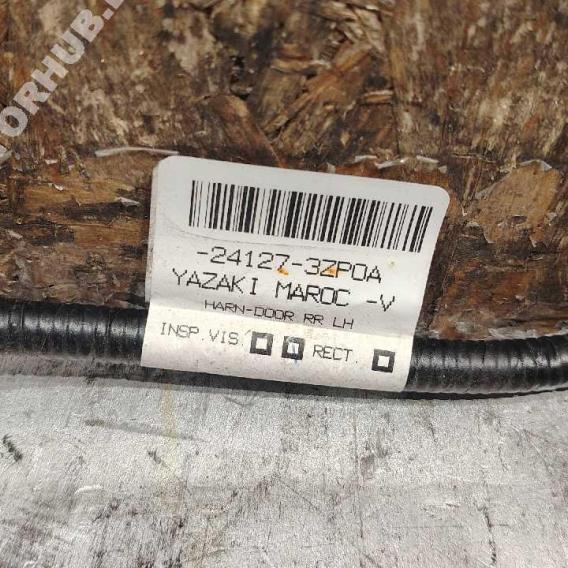 ORHUB.
-24127-3ZP0A
YAZAKI MAROC -V
HARN-DOOR RR LH
INSP.VIS. RECT.